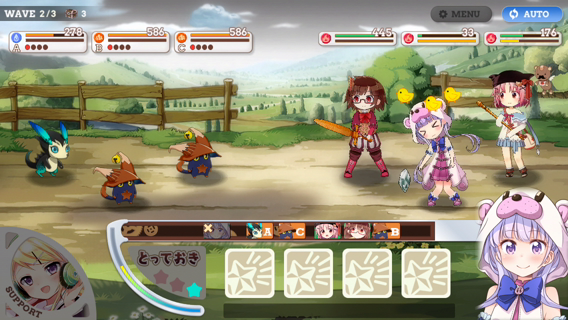 WAVE 2/3 3
MENU
AUTO
278
586
586
445
33
176
A
B
C
A
C
B
とっておき
SUPPORT